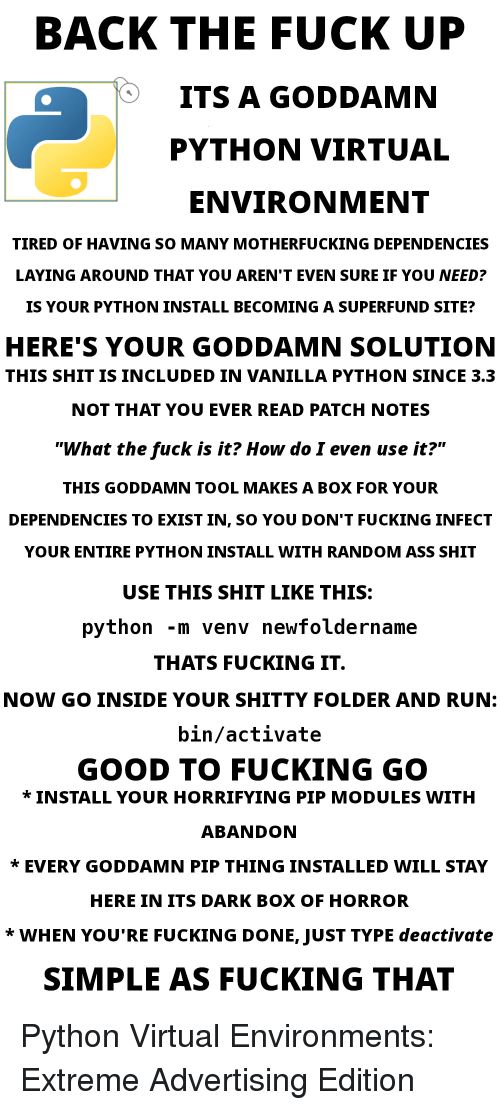 BACK THE FUCK UP
ITS A GODDAMN
PYTHON VIRTUAL
ENVIRONMENT
TIRED OF HAVING SO MANY MOTHERFUCKING DEPENDENCIES
LAYING AROUND THAT YOU AREN'T EVEN SURE IF YOU NEED?
IS YOUR PYTHON INSTALL BECOMING A SUPERFUND SITE?
HERE'S YOUR GODDAMN SOLUTION
THIS SHIT IS INCLUDED IN VANILLA PYTHON SINCE 3.3
NOT THAT YOU EVER READ PATCH NOTES
"What the fuck is it? How do I even use it?"
THIS GODDAMN TOOL MAKES A BOX FOR YOUR
DEPENDENCIES TO EXIST IN, SO YOU DON'T FUCKING INFECT
YOUR ENTIRE PYTHON INSTALL WITH RANDOM ASS SHIT
USE THIS SHIT LIKE THIS:
python -m venv newfoldername
THATS FUCKING IT.
NOW GO INSIDE YOUR SHITTY FOLDER AND RUN:
bin/activate
GOOD TO FUCKING GO
* INSTALL YOUR HORRIFYING PIP MODULES WITH
ABANDON
* EVERY GODDAMN PIP THING INSTALLED WILL STAY
HERE IN ITS DARK BOX OF HORROR
* WHEN YOU'RE FUCKING DONE, JUST TYPE deactivate
SIMPLE AS FUCKING THAT
Python Virtual Environments:
Extreme Advertising Edition